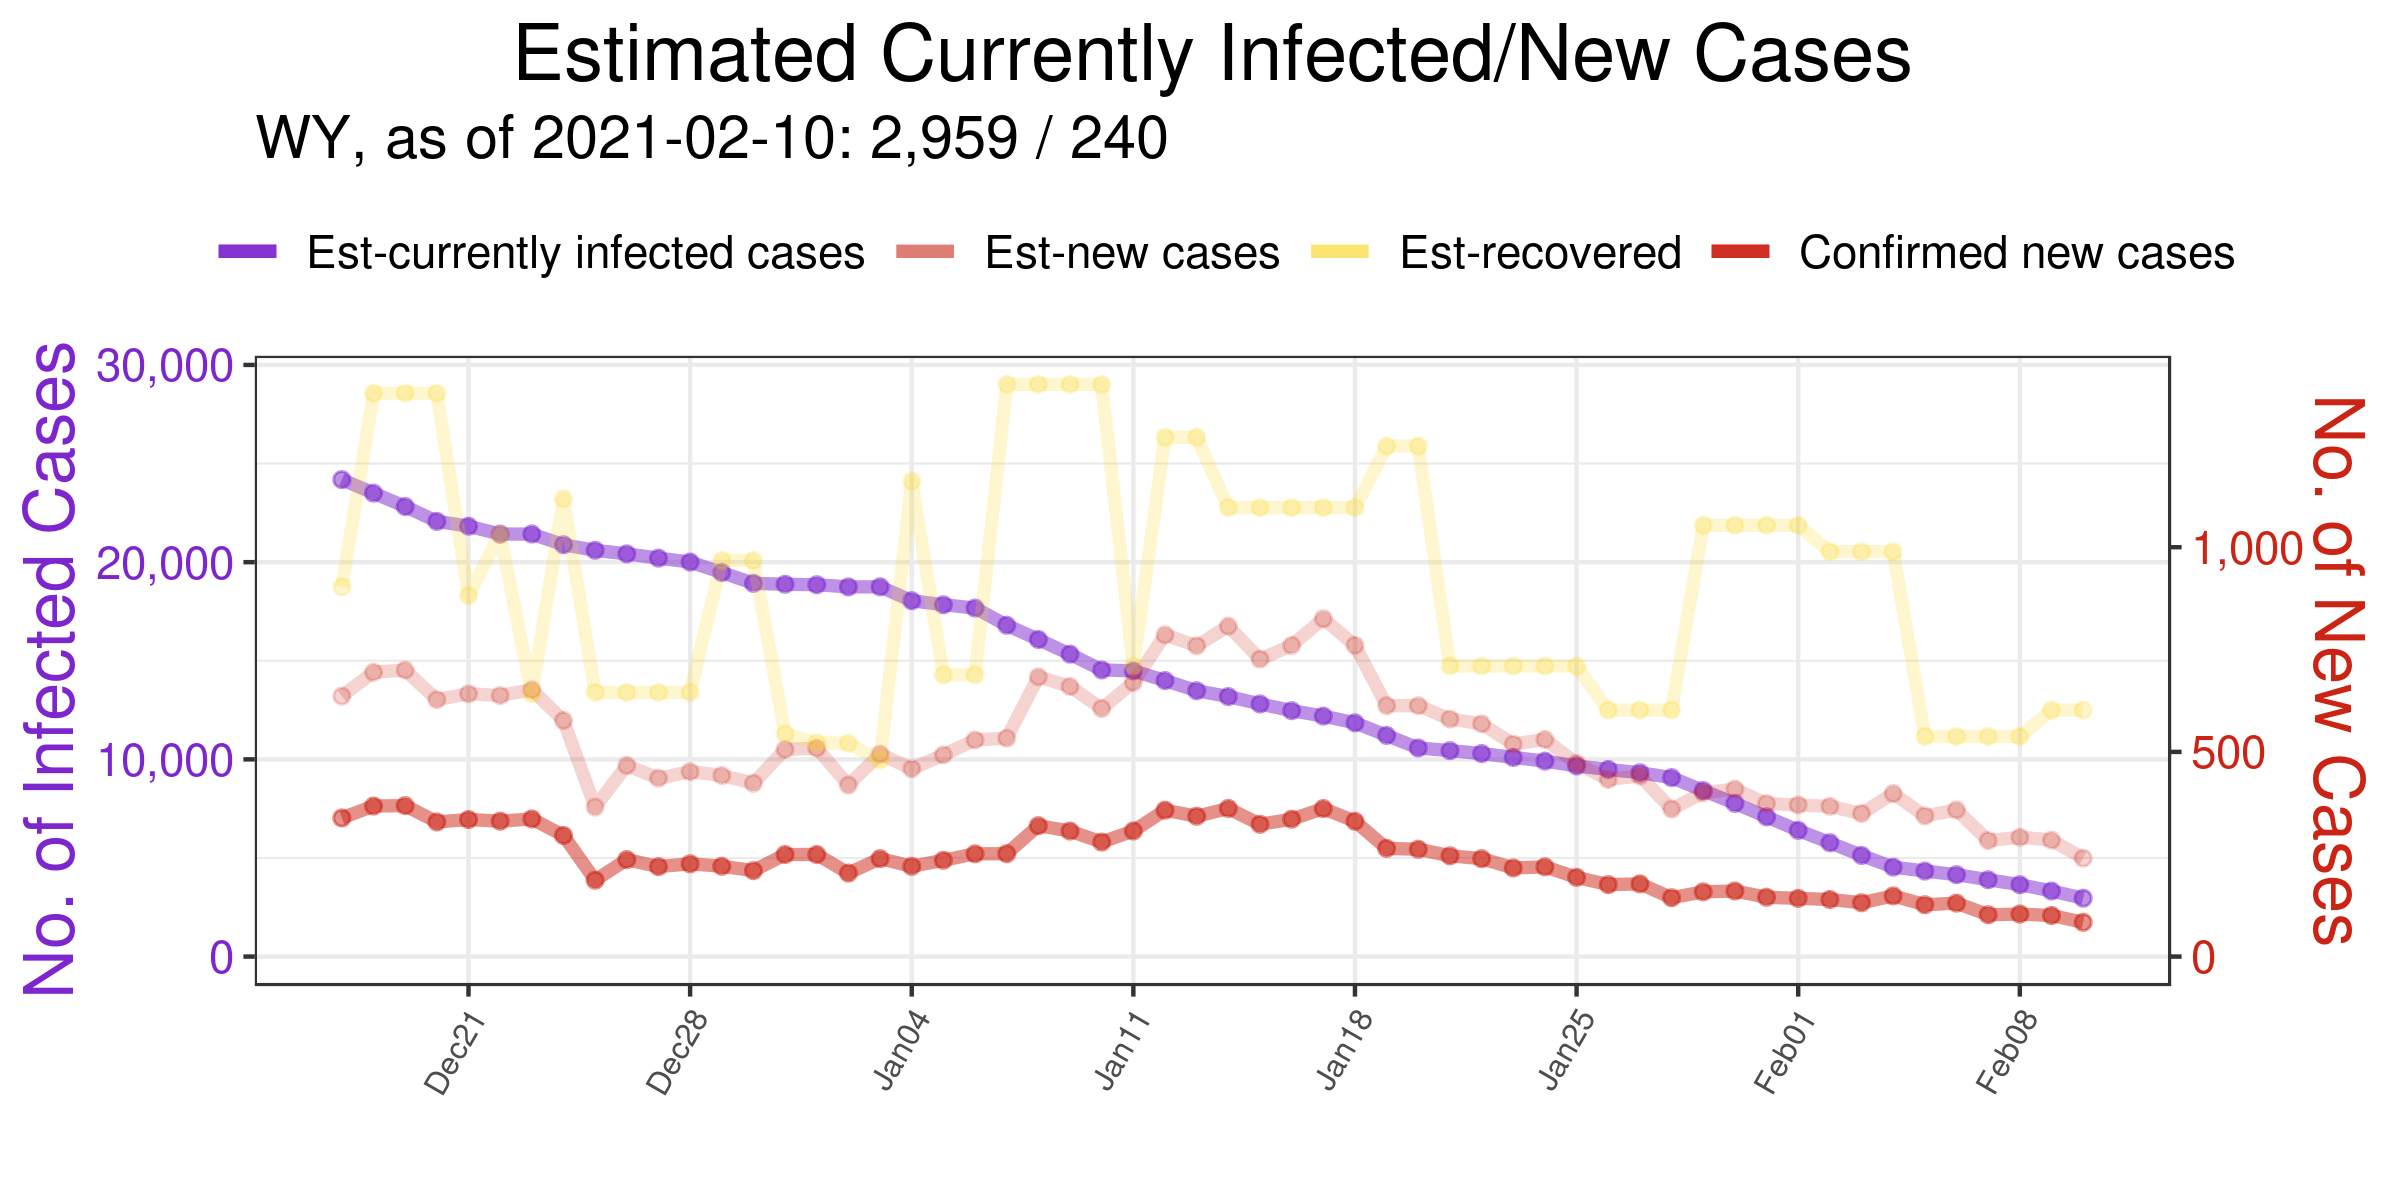 Estimated Currently Infected/New Cases
WY, as of 2021-02-10: 2,959 / 240
Est-currently infected cases Est-new cases Est-recovered Confirmed new cases
No. of Infected Cases
30,000
20,000
10,000
0
No. of New Cases
1,000
500
0
Dec21 Dec28 Jan04 Jan11 Jan18 Jan25 Feb01 Feb08